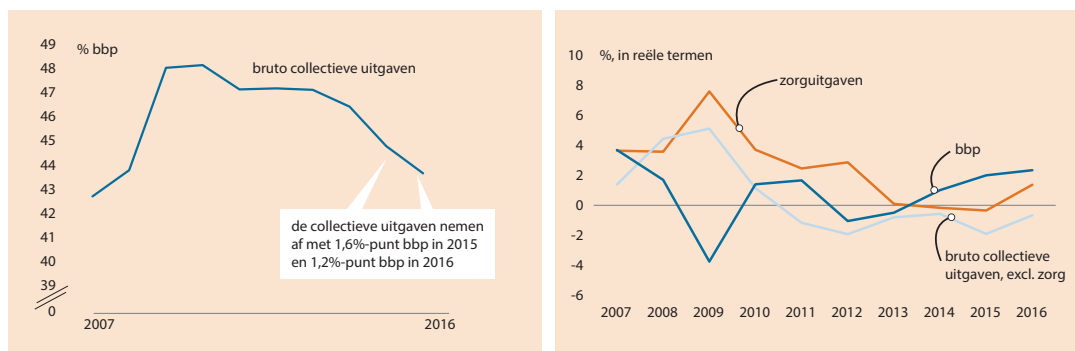 49
% bbp
48
bruto collectieve uitgaven
47
46
45
44
43
42
41
40
39
0
de collectieve uitgaven nemen
af met 1,6%-punt bbp in 2015
en 1,2%-punt bbp in 2016
2007
2016
10
%, in reële termen
8
zorguitgaven
6
4
bbp
2
0
-2
bruto collectieve
uitgaven, excl. zorg
-4
-6
2007 2008 2009 2010 2011 2012 2013 2014 2015 2016